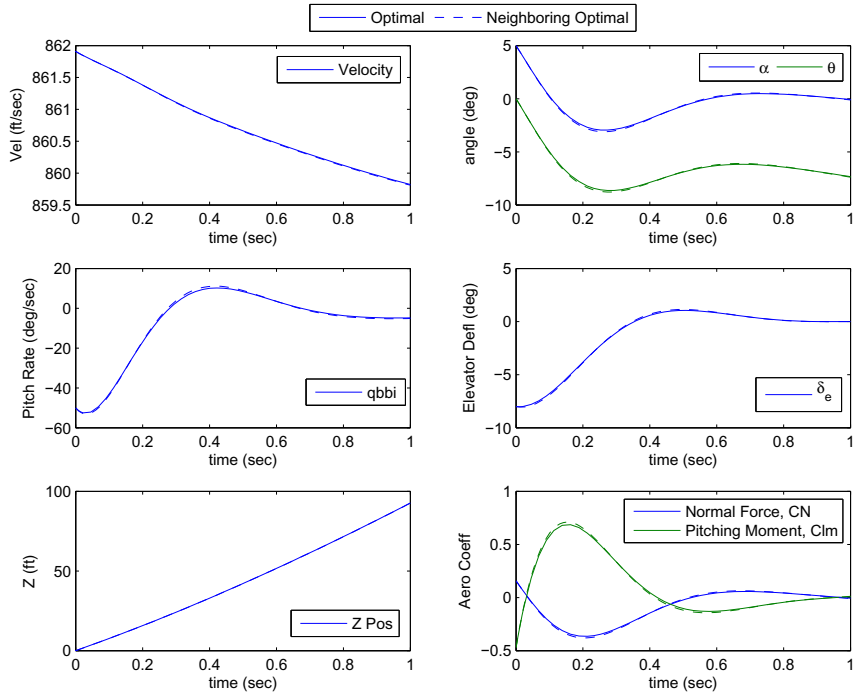 Optimal
Neighboring Optimal
862
861.5
861
860.5
860
859.5
Vel (ft/sec)
Velocity
0
0.2
0.4
0.6
0.8
1
time (sec)
5
0
−5
−10
angle (deg)
α
θ
0
0.2
0.4
0.6
0.8
1
time (sec)
20
0
−20
−40
−60
Pitch Rate (deg/sec)
qbbi
0
0.2
0.4
0.6
0.8
1
time (sec)
5
0
−5
−10
Elevator Defl (deg)
δe
0
0.2
0.4
0.6
0.8
1
time (sec)
100
50
0
Z (ft)
Z Pos
0
0.2
0.4
0.6
0.8
1
time (sec)
1
0.5
0
−0.5
Aero Coeff
Normal Force, CN
Pitching Moment, Clm
0
0.2
0.4
0.6
0.8
1
time (sec)